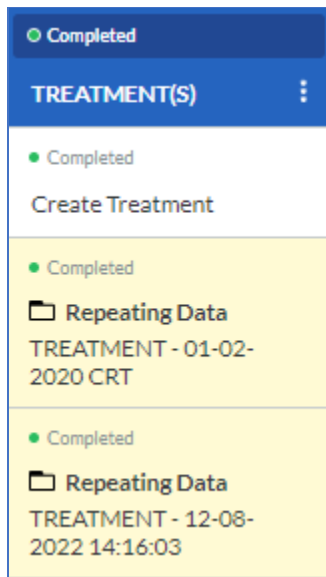 Completed
TREATMENT(S)
Completed
Create Treatment
Completed
Repeating Data
TREATMENT - 01-02-
2020 CRT
Completed
Repeating Data
TREATMENT - 12-08-
2022 14:16:03